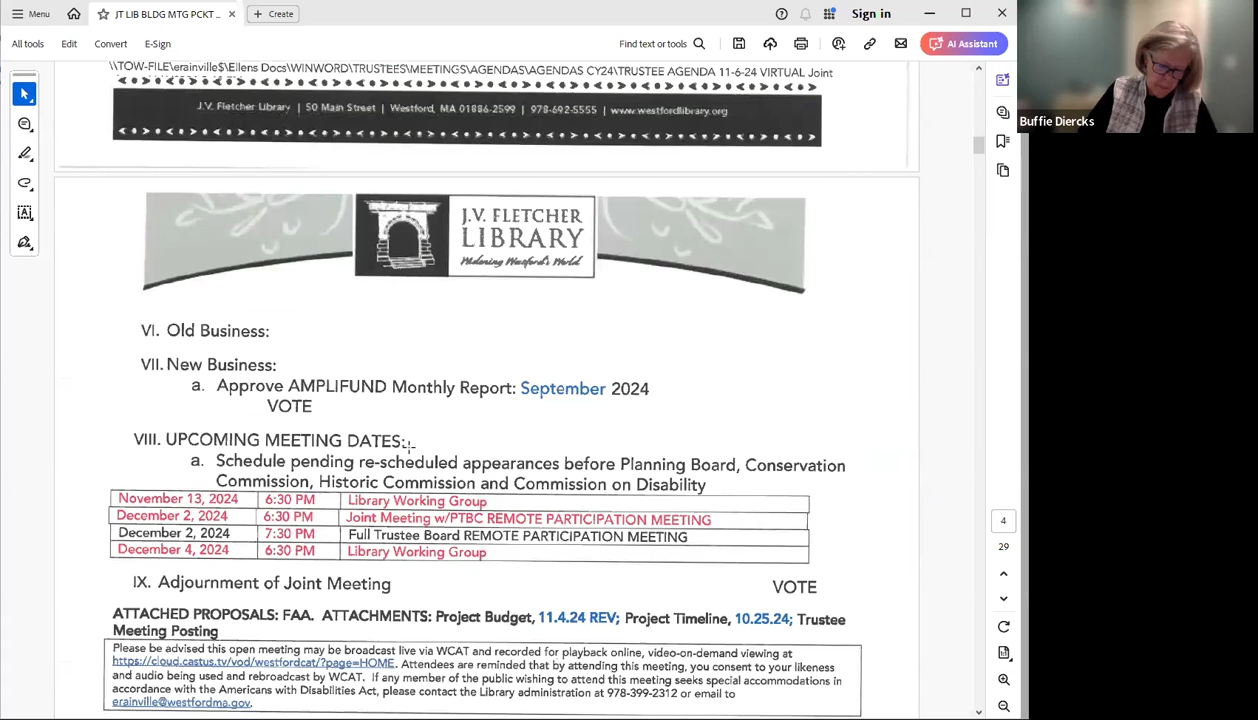 Menu
JT LIB BLDG MTG PCKT ...
Create
Sign in
All tools
Edit
Convert
E-Sign
Find text or tools
AI Assistant
Buffie Diercks
\\TOW-FILE\erainville$\Ellens Docs\WINWORD\TRUSTEES\MEETINGS\AGENDAS\AGENDAS CY24\TRUSTEE AGENDA 11-6-24 VIRTUAL Joint
J.V. Fletcher Library | 50 Main Street | Westford, MA 01886-2599 | 978-692-5555 | www.westfordlibrary.org
J.V. FLETCHER
LIBRARY
Widening Westford's World
VI. Old Business:
VII. New Business:
a. Approve AMPLIFUND Monthly Report: September 2024
VOTE
VIII. UPCOMING MEETING DATES:
a. Schedule pending re-scheduled appearances before Planning Board, Conservation
Commission, Historic Commission and Commission on Disability
November 13, 2024 6:30 PM Library Working Group
December 2, 2024 6:30 PM Joint Meeting w/PTBC REMOTE PARTICIPATION MEETING
December 2, 2024 7:30 PM Full Trustee Board REMOTE PARTICIPATION MEETING
December 4, 2024 6:30 PM Library Working Group
IX. Adjournment of Joint Meeting VOTE
ATTACHED PROPOSALS: FAA. ATTACHMENTS: Project Budget, 11.4.24 REV; Project Timeline, 10.25.24; Trustee
Meeting Posting
Please be advised this open meeting may be broadcast live via WCAT and recorded for playback online, video-on-demand viewing at
https://cloud.castus.tv/vod/westfordcat/?page=HOME. Attendees are reminded that by attending this meeting, you consent to your likeness
and audio being used and rebroadcast by WCAT. If any member of the public wishing to attend this meeting seeks special accommodations in
accordance with the Americans with Disabilities Act, please contact the Library administration at 978-399-2312 or email to
erainville@westfordma.gov.
4
29